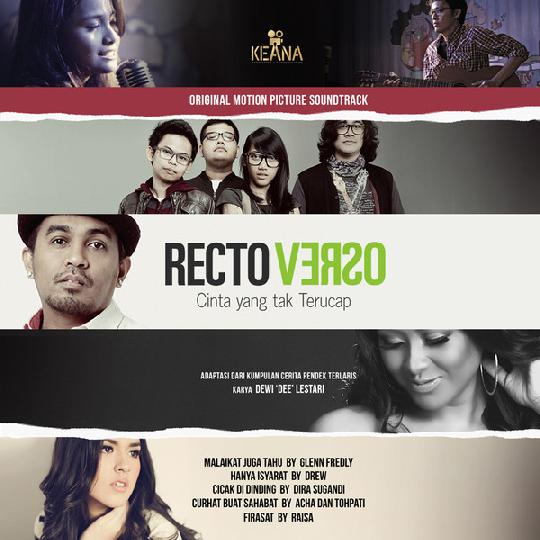 KEANA
ORIGINAL MOTION PICTURE SOUNDTRACK
RECTO VERSO
Cinta yang tak Terucap
ADAPTASI DARI KUMPULAN CERITA PENDEK TERLARIS
KARYA DEWI 'DEE' LESTARI
MALAIKAT JUGA TAHU BY GLENN FREDLY
HANYA ISYARAT BY DREW
CICAK DI DINDING BY DIRA SUGANDI
CURHAT BUAT SAHABAT BY ACHA DAN TOHPATI
FIRASAT BY RAISA